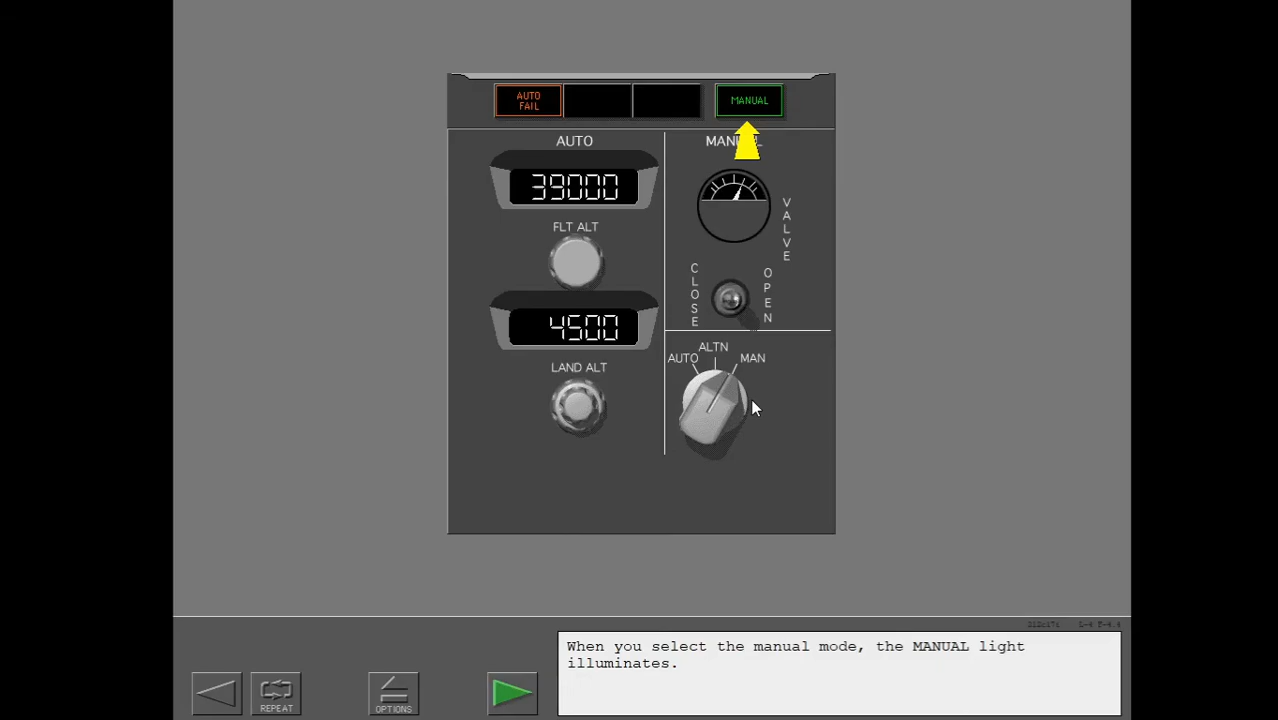 AUTO
FAIL
MANUAL
AUTO
39000
FLT ALT
4500
LAND ALT
VALVE
CLOSE
OPEN
AUTO
ALTN
MAN
When you select the manual mode, the MANUAL light
illuminates.
REPEAT
OPTIONS